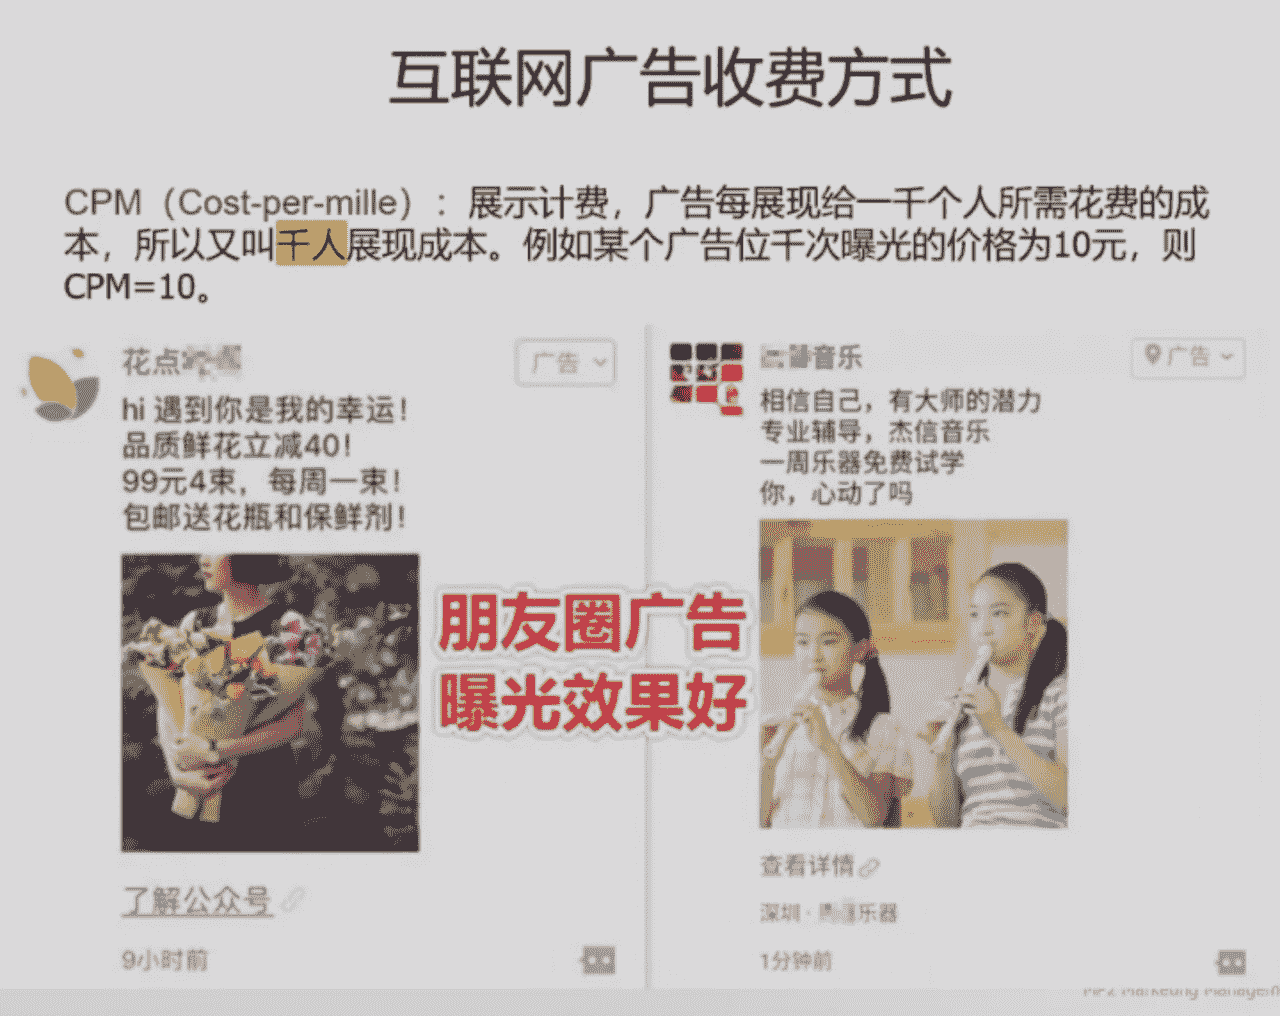 互联网广告收费方式
CPM（Cost-per-mille）：展示计费，广告每展现给一千个人所需花费的成
本，所以又叫千人展现成本。例如某个广告位千次曝光的价格为10元，则
CPM=10。
花点
广告
hi 遇到你是我的幸运！
品质鲜花立减40！
99元4束，每周一束！
包邮送花瓶和保鲜剂！
了解公众号
9小时前
音乐
广告
相信自己，有大师的潜力
专业辅导，杰信音乐
一周乐器免费试学
你，心动了吗
查看详情
深圳·乐器
1分钟前
朋友圈广告
曝光效果好
MPZ Marketing Managem